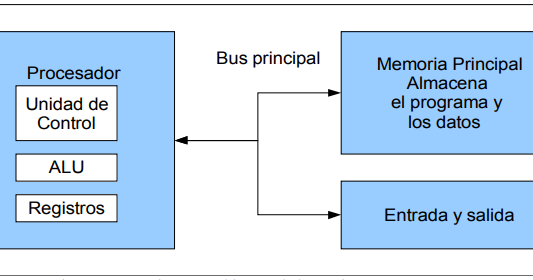 Procesador
Unidad de
Control
ALU
Registros
Bus principal
Memoria Principal
Almacena
el programa y
los datos
Entrada y salida